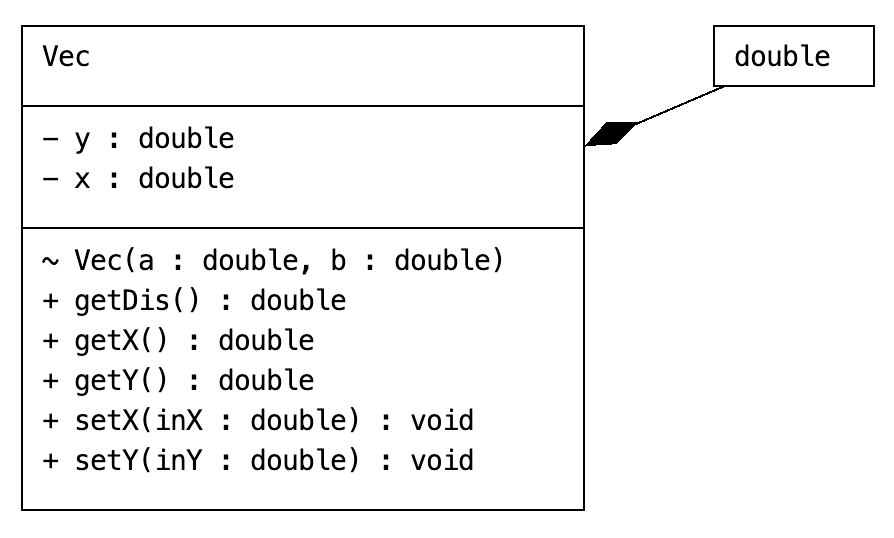 Vec
double
− y : double
− x : double
~ Vec(a : double, b : double)
+ getDis() : double
+ getX() : double
+ getY() : double
+ setX(inX : double) : void
+ setY(inY : double) : void